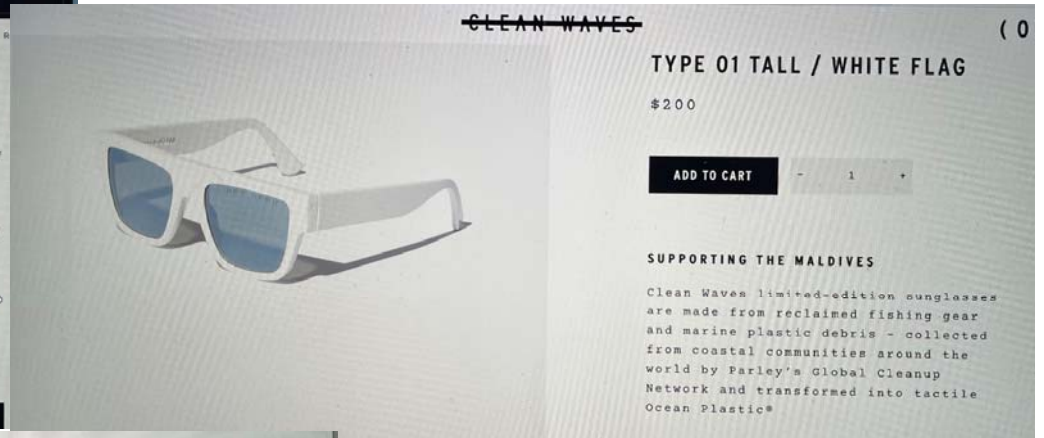 CLEAN WAVES
( 0
TYPE 01 TALL / WHITE FLAG
$200
ADD TO CART
- 1 +
SUPPORTING THE MALDIVES
Clean Waves limited-edition sunglasses
are made from reclaimed fishing gear
and marine plastic debris - collected
from coastal communities around the
world by Parley's Global Cleanup
Network and transformed into tactile
Ocean Plastic®